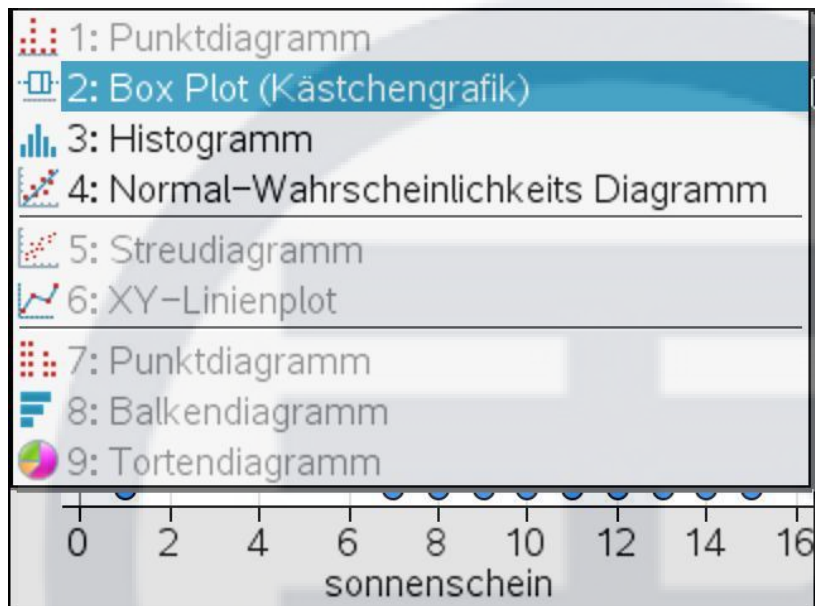 1: Punktdiagramm
2: Box Plot (Kästchengrafik)
3: Histogramm
4: Normal-Wahrscheinlichkeits Diagramm
5: Streudiagramm
6: XY-Linienplot
7: Punktdiagramm
8: Balkendiagramm
9: Tortendiagramm
0 2 4 6 8 10 12 14 16
sonnenschein